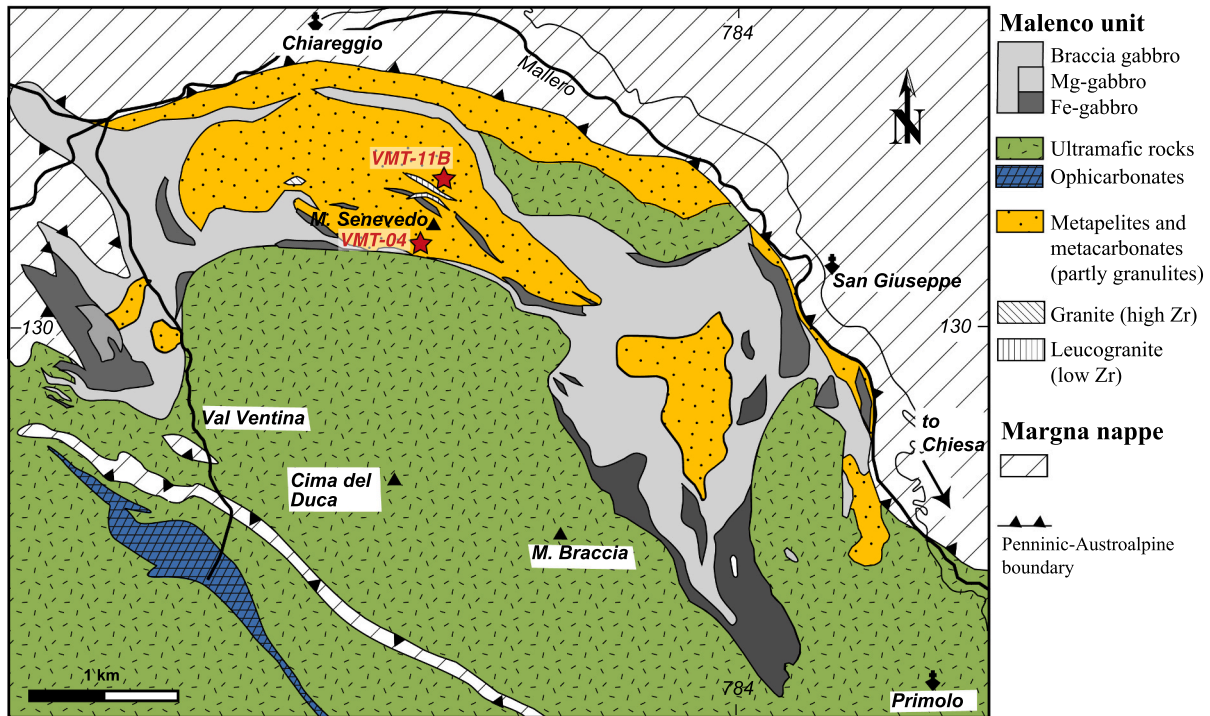 Chiareggio
784
Mallero
N
VMT-11B
M. Senevedo
VMT-04
San Giuseppe
130
130
Val Ventina
to
Chiesa
Cima del
Duca
M. Braccia
1 km
784
Primolo
Malenco unit
Braccia gabbro
Mg-gabbro
Fe-gabbro
Ultramafic rocks
Ophicarbonates
Metapelites and
metacarbonates
(partly granulites)
Granite (high Zr)
Leucogranite
(low Zr)
Margna nappe
Penninic-Austroalpine
boundary